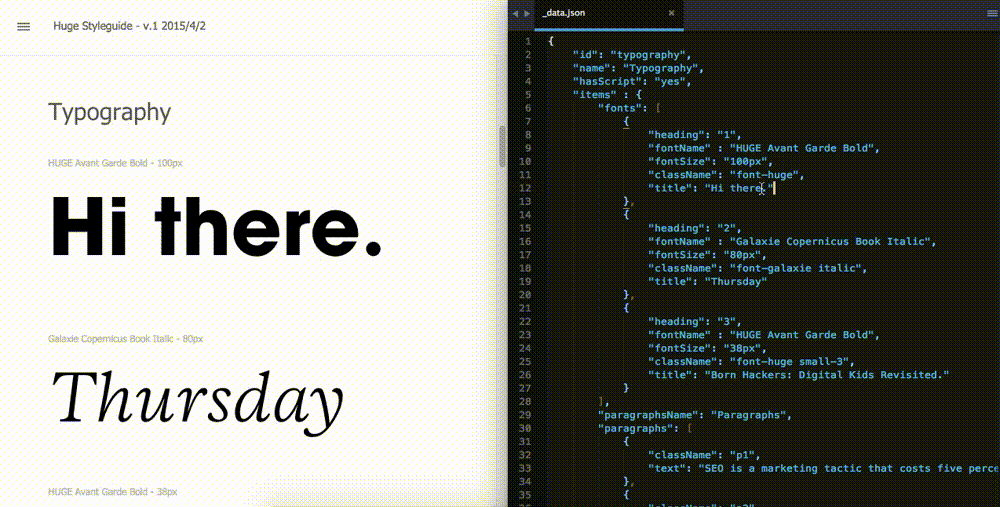 Huge Styleguide - v.1 2015/4/2
Typography
HUGE Avant Garde Bold - 100px
Hi there.
Galaxie Copernicus Book Italic - 80px
Thursday
HUGE Avant Garde Bold - 38px
_data.json ×
1 {
2 "id": "typography",
3 "name": "Typography",
4 "hasScript": "yes",
5 "items" : {
6 "fonts": [
7 {
8 "heading": "1",
9 "fontName" : "HUGE Avant Garde Bold",
10 "fontSize": "100px",
11 "className": "font-huge",
12 "title": "Hi there."
13 },
14 {
15 "heading": "2",
16 "fontName" : "Galaxie Copernicus Book Italic",
17 "fontSize": "80px",
18 "className": "font-galaxie italic",
19 "title": "Thursday"
20 },
21 {
22 "heading": "3",
23 "fontName" : "HUGE Avant Garde Bold",
24 "fontSize": "38px",
25 "className": "font-huge small-3",
26 "title": "Born Hackers: Digital Kids Revisited."
27 }
28 ],
29 "paragraphsName": "Paragraphs",
30 "paragraphs": [
31 {
32 "className": "p1",
33 "text": "SEO is a marketing tactic that costs five perce
34 },
35 {